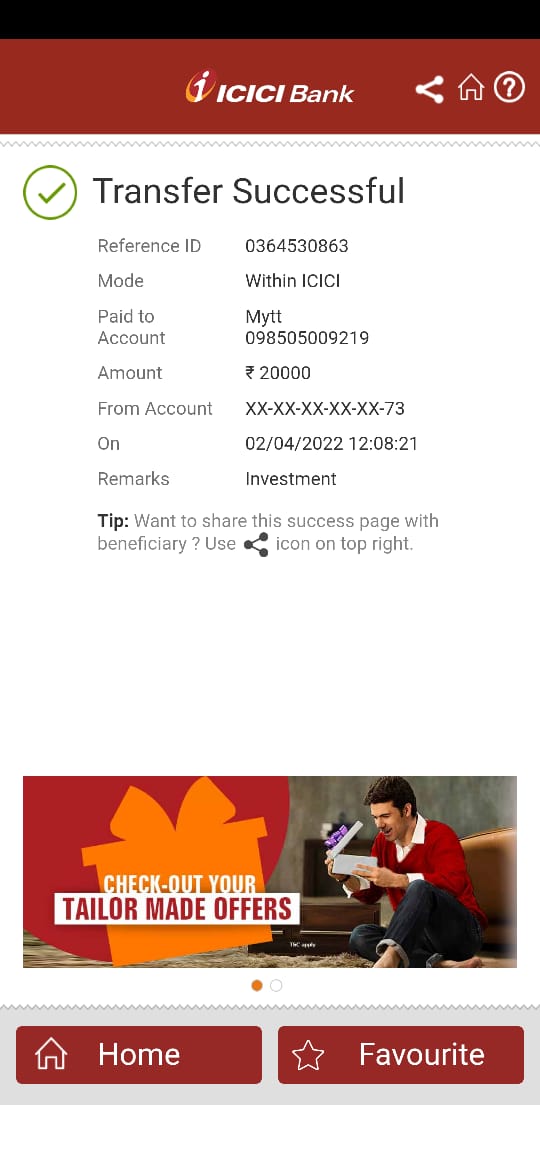 ICICI Bank
Transfer Successful
Reference ID 0364530863
Mode Within ICICI
Paid to Mytt
Account 098505009219
Amount ₹ 20000
From Account XX-XX-XX-XX-XX-73
On 02/04/2022 12:08:21
Remarks Investment
Tip: Want to share this success page with
beneficiary ? Use icon on top right.
CHECK-OUT YOUR
TAILOR MADE OFFERS
T&C apply
Home
Favourite